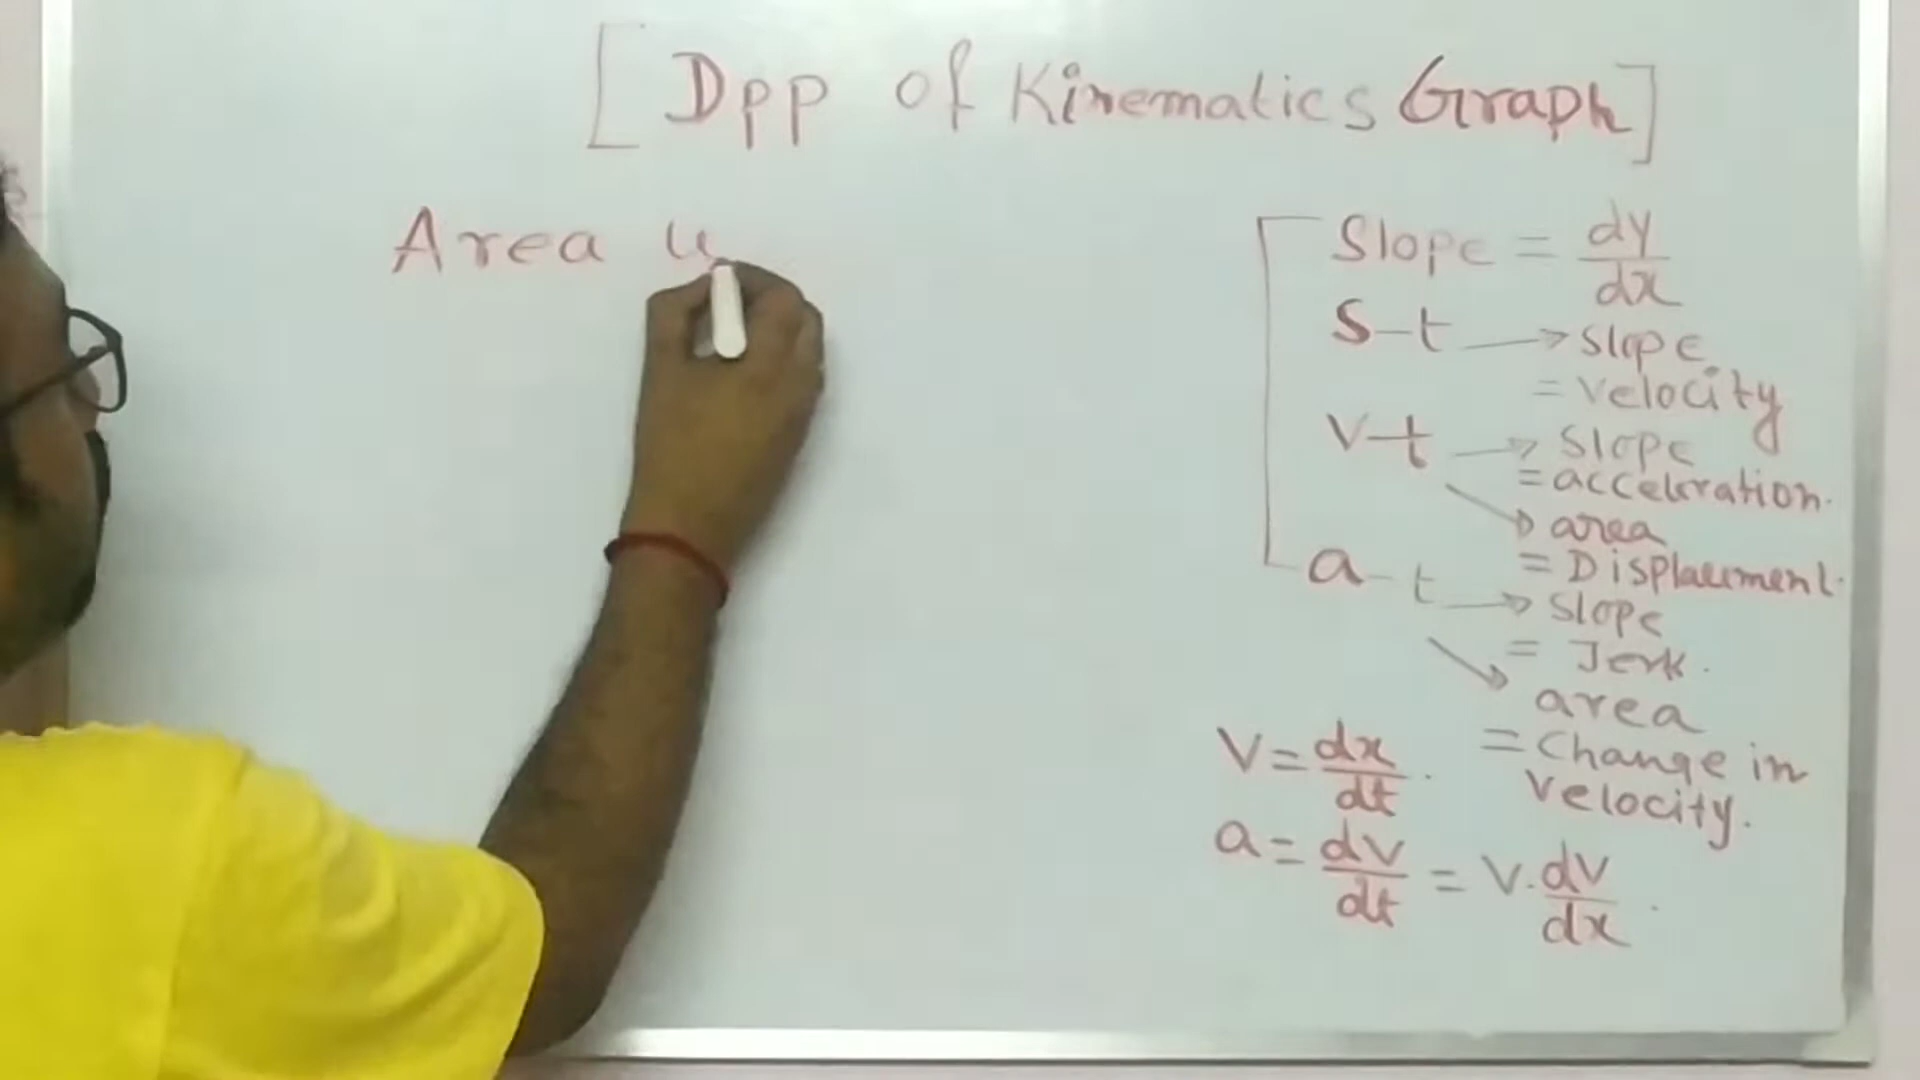 [ Dpp of Kinematics Graph ]
Area u
Slope = dy/dx
S-t → slope
= velocity
V-t → slope
= acceleration.
→ area
= Displacement.
a-t → slope
= Jerk.
→ area
= Change in
velocity.
V = dx/dt.
a = dv/dt = v.dv/dx.